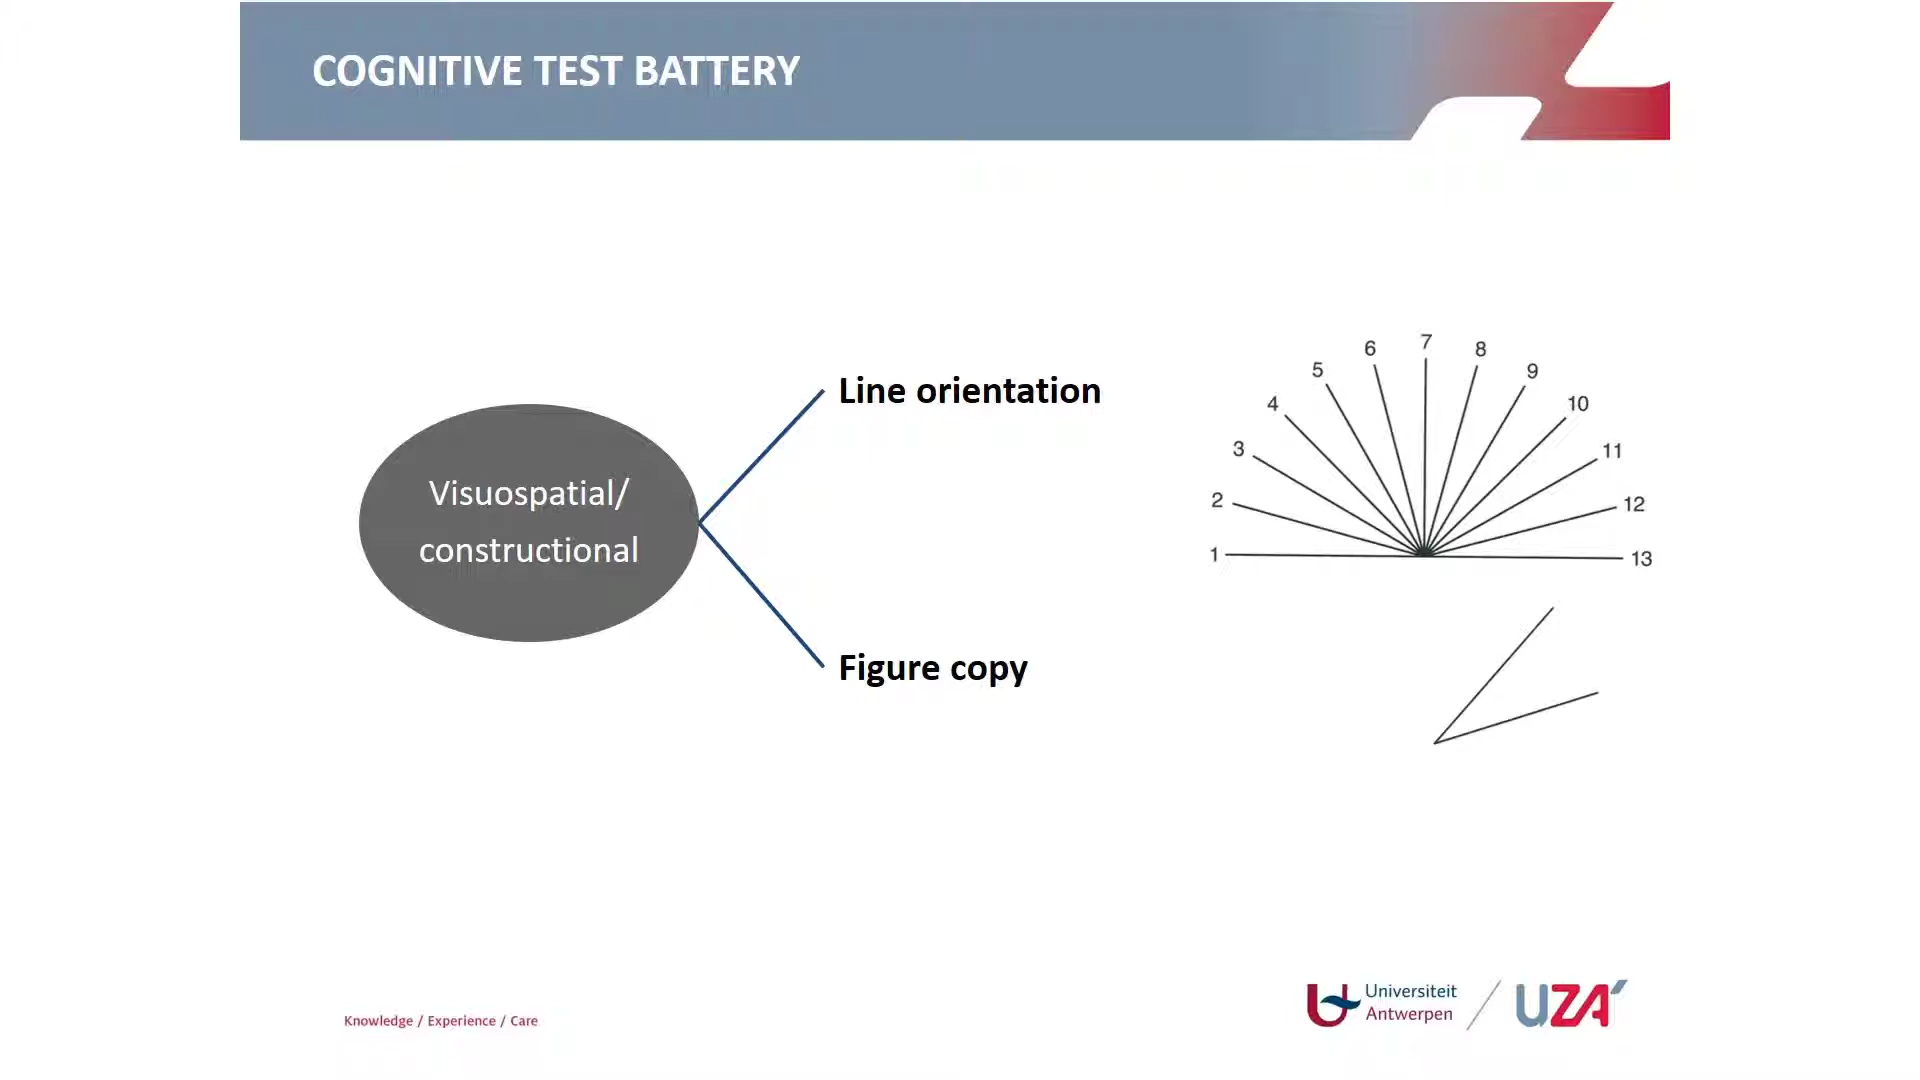 COGNITIVE TEST BATTERY
Visuospatial/
constructional
Line orientation
Figure copy
1
2
3
4
5
6
7
8
9
10
11
12
13
Knowledge / Experience / Care
Universiteit
Antwerpen
UZA